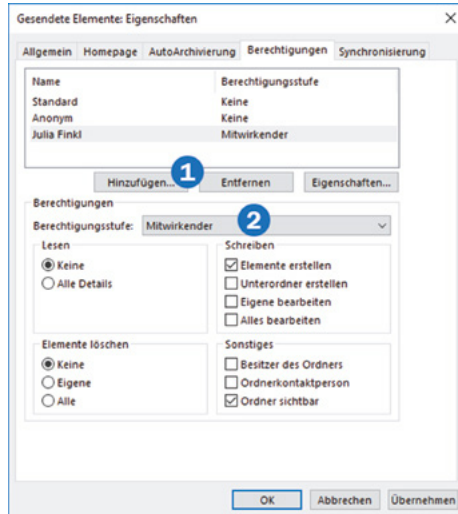 Gesendete Elemente: Eigenschaften
Allgemein Homepage AutoArchivierung Berechtigungen Synchronisierung
Name Berechtigungsstufe
Standard Keine
Anonym Keine
Julia Finkl Mitwirkender
Hinzufügen... 1 Entfernen Eigenschaften...
Berechtigungen
Berechtigungsstufe: Mitwirkender 2
Lesen
Keine
Alle Details
Schreiben
Elemente erstellen
Unterordner erstellen
Eigene bearbeiten
Alles bearbeiten
Elemente löschen
Keine
Eigene
Alle
Sonstiges
Besitzer des Ordners
Ordnerkontaktperson
Ordner sichtbar
OK Abbrechen Übernehmen